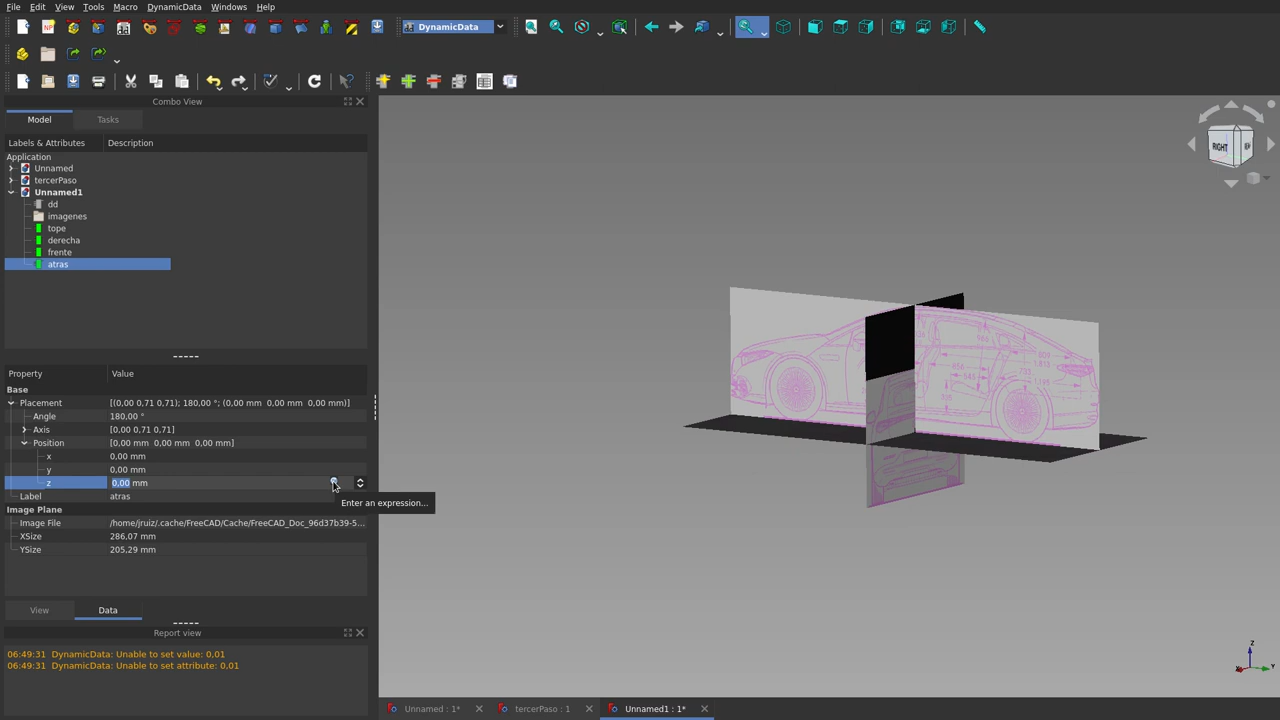 File Edit View Tools Macro DynamicData Windows Help
DynamicData
Combo View
Model Tasks
Labels & Attributes Description
Application
Unnamed
tercerPaso
Unnamed1
dd
imagenes
tope
derecha
frente
atras
Property Value
Base
Placement [(0,00 0,71 0,71); 180,00 °; (0,00 mm 0,00 mm 0,00 mm)]
Angle 180,00 °
Axis [0,00 0,71 0,71]
Position [0,00 mm 0,00 mm 0,00 mm]
x 0,00 mm
y 0,00 mm
z 0,00 mm
Enter an expression...
Label atras
Image Plane
Image File /home/jruiz/.cache/FreeCAD/Cache/FreeCAD_Doc_96d37b39-5...
XSize 286,07 mm
YSize 205,29 mm
View Data
Report view
06:49:31 DynamicData: Unable to set value: 0,01
06:49:31 DynamicData: Unable to set attribute: 0,01
RIGHT
Z
Y
Unnamed : 1*
tercerPaso : 1
Unnamed1 : 1*